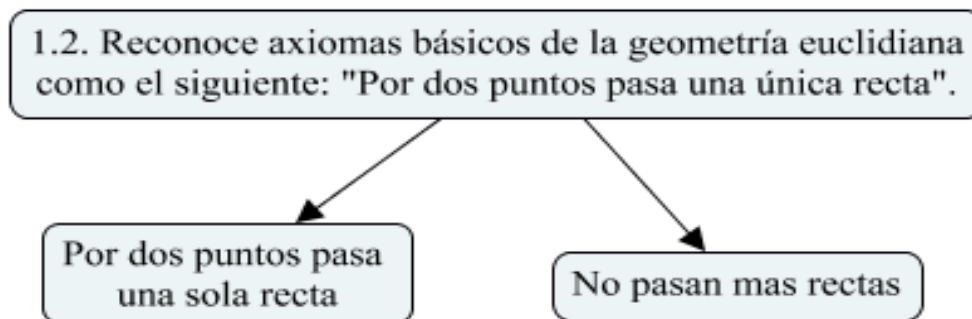 1.2. Reconoce axiomas básicos de la geometría euclidiana
como el siguiente: "Por dos puntos pasa una única recta".
Por dos puntos pasa
una sola recta
No pasan mas rectas